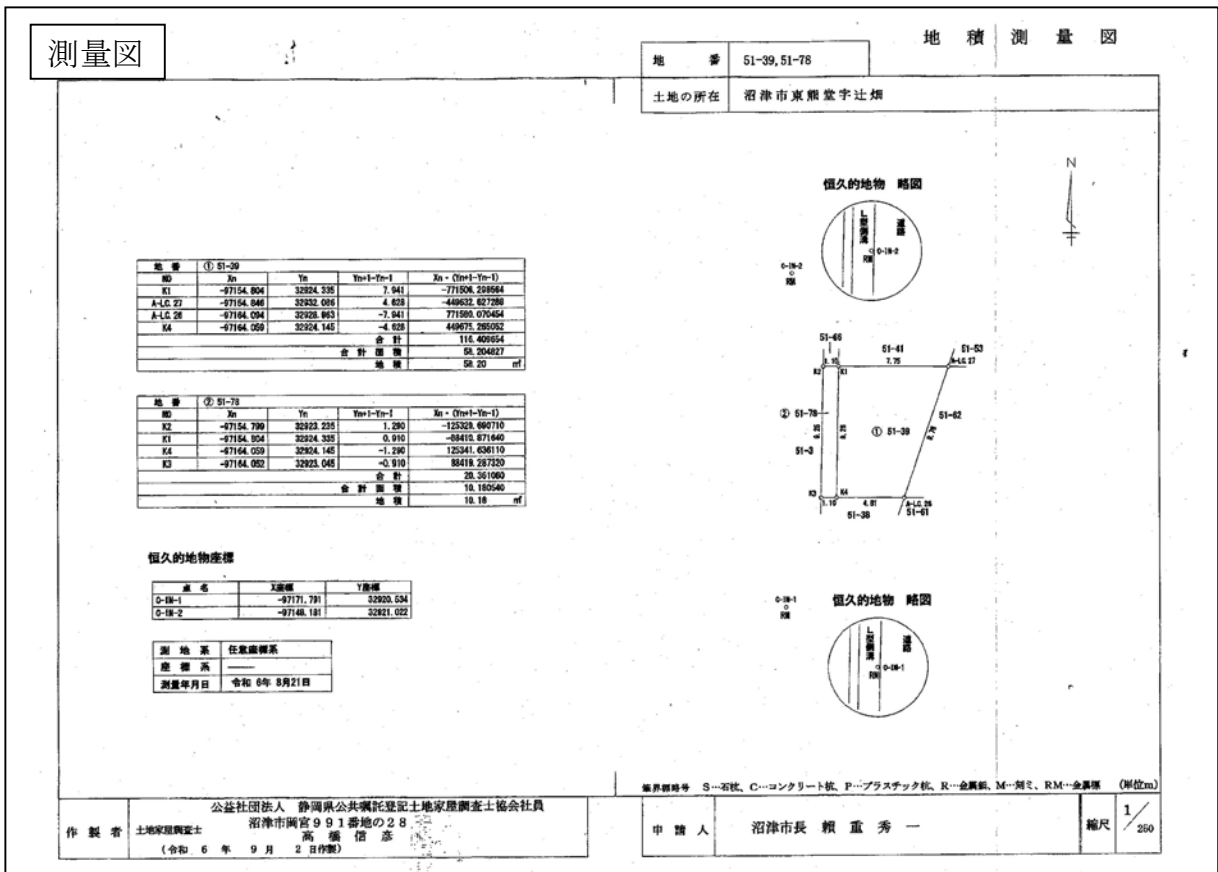 測量図
地積測量図
地番 51-39,51-78
土地の所在 沼津市東熊堂字辻畑
N
恒久的地物 略図
L型側溝
道路
O-IN-2
RM
O-IN-2
RM
地番 ① 51-39
NO Xn Yn Yn+1-Yn-1 Xn・(Yn+1-Yn-1)
K1 -97154.804 32924.335 7.941 -771506.298564
A-LC.27 -97154.846 32932.086 4.628 -449632.627288
A-LC.26 -97164.094 32928.963 -7.941 771580.070454
K4 -97164.059 32924.145 -4.628 449675.265052
合計 116.409654
合計面積 58.204827
地積 58.20 ㎡
地番 ② 51-78
NO Xn Yn Yn+1-Yn-1 Xn・(Yn+1-Yn-1)
K2 -97154.799 32923.235 1.290 -125329.690710
K1 -97154.804 32924.335 0.910 -88410.871640
K4 -97164.059 32924.145 -1.290 125341.636110
K3 -97164.052 32923.045 -0.910 88419.287320
合計 20.361080
合計面積 10.180540
地積 10.18 ㎡
51-66
51-41
51-53
1.10
7.75
K2
K1
A-LC.27
② 51-78
9.25
51-3
① 51-39
51-62
9.76
K3
K4
1.10
4.81
A-LC.26
51-38
51-61
恒久的地物座標
点名 X座標 Y座標
O-IN-1 -97171.791 32920.534
O-IN-2 -97148.181 32921.022
測地系 任意座標系
座標系 ———
測量年月日 令和 6年 8月21日
O-IN-1
RM
恒久的地物 略図
L型側溝
道路
O-IN-1
RM
S…石杭、C…コンクリート杭、P…プラスチック杭、R…金属鋲、M…刻ミ、RM…金属標 (単位m)
作製者
公益社団法人 静岡県公共嘱託登記土地家屋調査士協会社員
沼津市岡宮991番地の28
土地家屋調査士 高橋信彦
(令和 6 年 9 月 2 日作製)
申請人 沼津市長 賴重秀一
縮尺 1/250